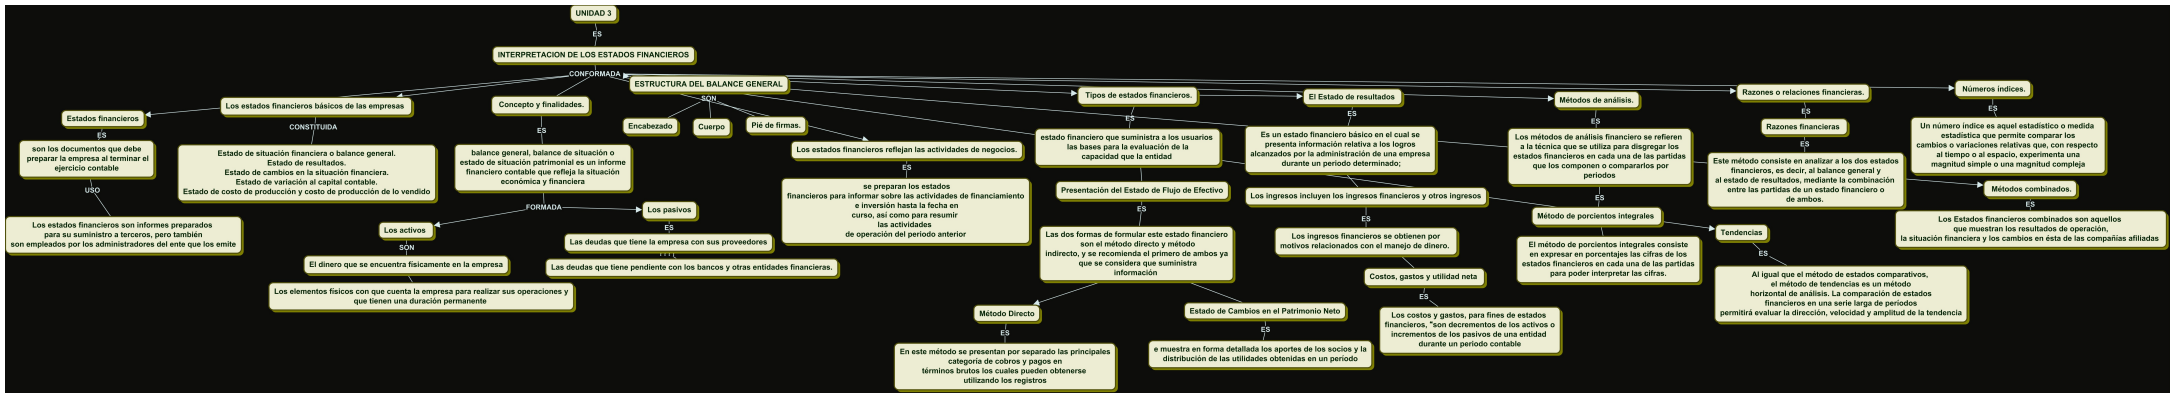 UNIDAD 3
ES
INTERPRETACION DE LOS ESTADOS FINANCIEROS
CONFORMADA
Estados financieros
ES
son los documentos que debe
preparar la empresa al terminar el
ejercicio contable
USO
Los estados financieros son informes preparados
para su suministro a terceros, pero también
son empleados por los administradores del ente que los emite
Los estados financieros básicos de las empresas
CONSTITUIDA
Estado de situación financiera o balance general.
Estado de resultados.
Estado de cambios en la situación financiera.
Estado de variación al capital contable.
Estado de costo de producción y costo de producción de lo vendido
Concepto y finalidades.
ES
balance general, balance de situación o
estado de situación patrimonial es un informe
financiero contable que refleja la situación
económica y financiera
FORMADA
Los activos
SON
El dinero que se encuentra físicamente en la empresa
Los elementos físicos con que cuenta la empresa para realizar sus operaciones y
que tienen una duración permanente
Los pasivos
ES
Las deudas que tiene la empresa con sus proveedores
Las deudas que tiene pendiente con los bancos y otras entidades financieras.
ESTRUCTURA DEL BALANCE GENERAL
SON
Encabezado
Cuerpo
Pié de firmas.
Los estados financieros reflejan las actividades de negocios.
ES
se preparan los estados
financieros para informar sobre las actividades de financiamiento
e inversión hasta la fecha en
curso, así como para resumir
las actividades
de operación del periodo anterior
Tipos de estados financieros.
ES
estado financiero que suministra a los usuarios
las bases para la evaluación de la
capacidad que la entidad
Presentación del Estado de Flujo de Efectivo
ES
Las dos formas de formular este estado financiero
son el método directo y método
indirecto, y se recomienda el primero de ambos ya
que se considera que suministra
información
Método Directo
ES
En este método se presentan por separado las principales
categoría de cobros y pagos en
términos brutos los cuales pueden obtenerse
utilizando los registros
Estado de Cambios en el Patrimonio Neto
ES
e muestra en forma detallada los aportes de los socios y la
distribución de las utilidades obtenidas en un período
El Estado de resultados
ES
Es un estado financiero básico en el cual se
presenta información relativa a los logros
alcanzados por la administración de una empresa
durante un periodo determinado;
Los ingresos incluyen los ingresos financieros y otros ingresos
ES
Los ingresos financieros se obtienen por
motivos relacionados con el manejo de dinero.
Costos, gastos y utilidad neta
ES
Los costos y gastos, para fines de estados
financieros, "son decrementos de los activos o
incrementos de los pasivos de una entidad
durante un periodo contable
Métodos de análisis.
ES
Los métodos de análisis financiero se refieren
a la técnica que se utiliza para disgregar los
estados financieros en cada una de las partidas
que los componen o compararlos por
periodos
ES
Método de porcientos integrales
El método de porcientos integrales consiste
en expresar en porcentajes las cifras de los
estados financieros en cada una de las partidas
para poder interpretar las cifras.
Tendencias
ES
Al igual que el método de estados comparativos,
el método de tendencias es un método
horizontal de análisis. La comparación de estados
financieros en una serie larga de períodos
permitirá evaluar la dirección, velocidad y amplitud de la tendencia
Razones o relaciones financieras.
ES
Razones financieras
ES
Este método consiste en analizar a los dos estados
financieros, es decir, al balance general y
al estado de resultados, mediante la combinación
entre las partidas de un estado financiero o
de ambos.
Números índices.
ES
Un número índice es aquel estadístico o medida
estadística que permite comparar los
cambios o variaciones relativas que, con respecto
al tiempo o al espacio, experimenta una
magnitud simple o una magnitud compleja
Métodos combinados.
ES
Los Estados financieros combinados son aquellos
que muestran los resultados de operación,
la situación financiera y los cambios en ésta de las compañías afiliadas